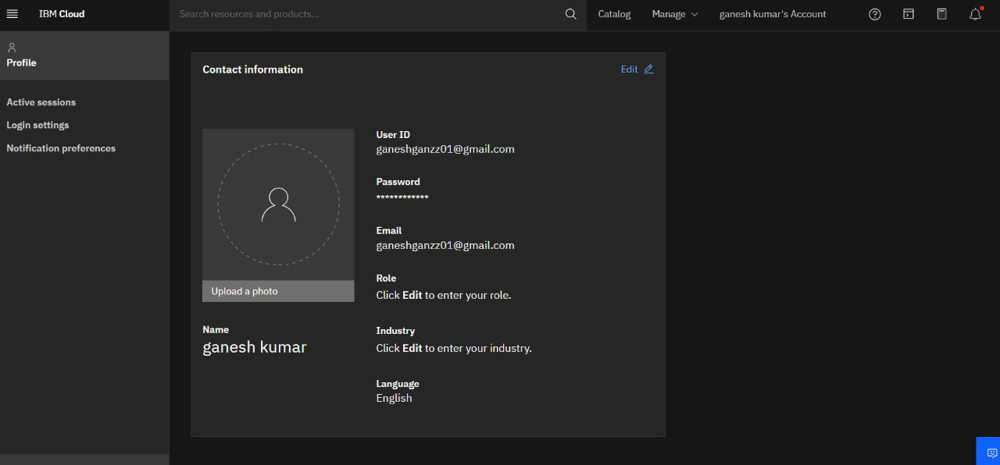 IBM Cloud
Search resources and products...
Catalog
Manage
ganesh kumar's Account
Profile
Active sessions
Login settings
Notification preferences
Contact information
Edit
Upload a photo
Name
ganesh kumar
User ID
ganeshganzz01@gmail.com
Password
************
Email
ganeshganzz01@gmail.com
Role
Click Edit to enter your role.
Industry
Click Edit to enter your industry.
Language
English